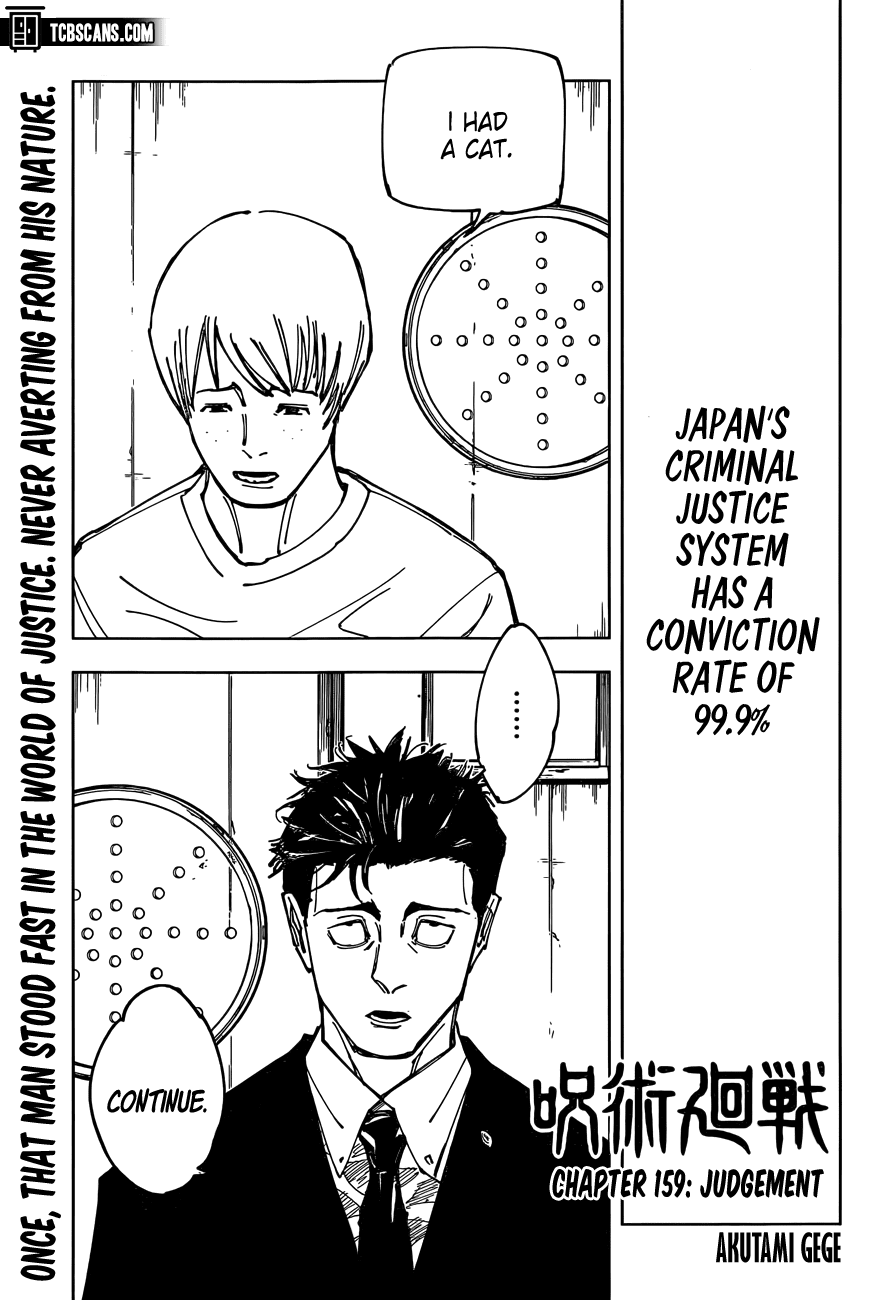 TCBSCANS.COM
ONCE, THAT MAN STOOD FAST IN THE WORLD OF JUSTICE. NEVER AVERTING FROM HIS NATURE.
I HAD
A CAT.
JAPAN'S
CRIMINAL
JUSTICE
SYSTEM
HAS A
CONVICTION
RATE OF
99.9%
........
CONTINUE.
呪術廻戦
CHAPTER 159: JUDGEMENT
AKUTAMI GEGE